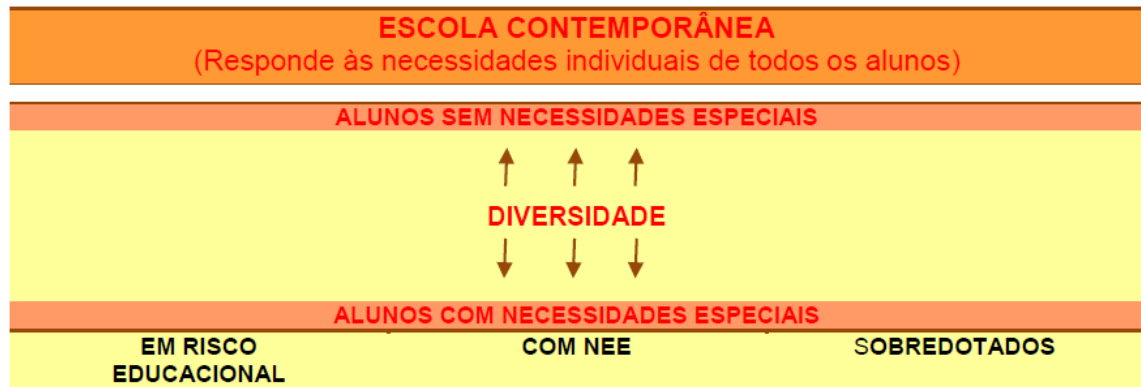 ESCOLA CONTEMPORÂNEA
(Responde às necessidades individuais de todos os alunos)
ALUNOS SEM NECESSIDADES ESPECIAIS
DIVERSIDADE
ALUNOS COM NECESSIDADES ESPECIAIS
EM RISCO EDUCACIONAL
COM NEE
SOBREDOTADOS